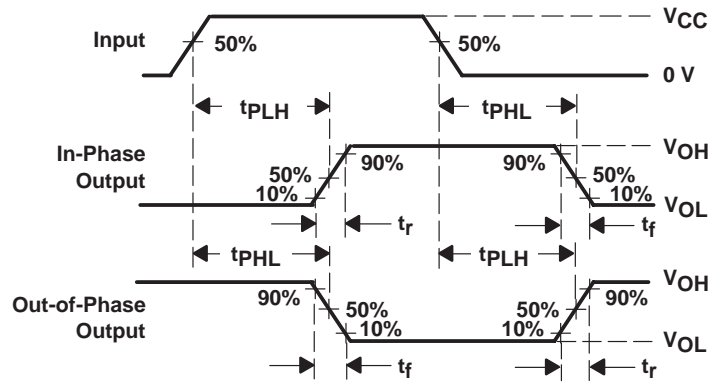 VCC
Input
50%
50%
0 V
tPLH
tPHL
In-Phase
Output
90%
90%
VOH
50%
50%
10%
10%
VOL
tr
tf
tPHL
tPLH
Out-of-Phase
Output
90%
90%
VOH
50%
50%
10%
10%
VOL
tf
tr